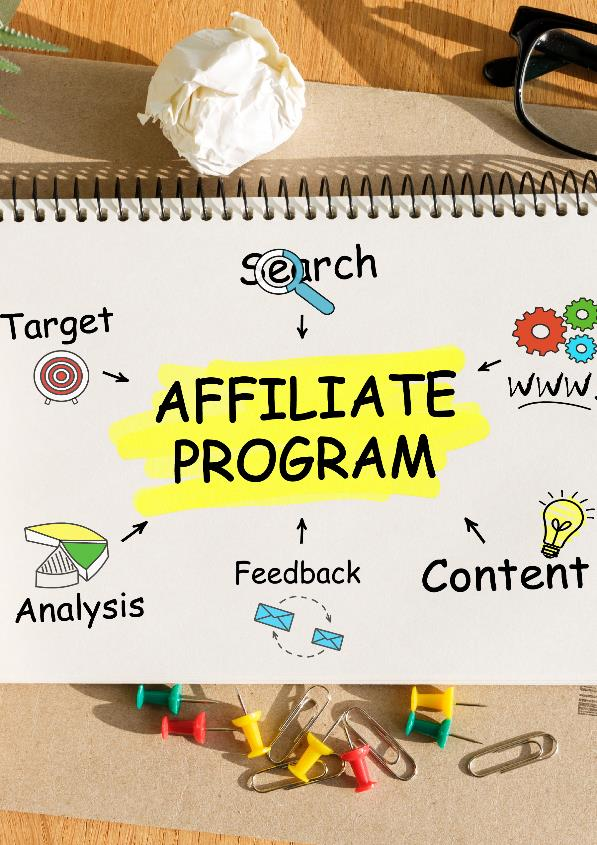 Search
Target
WWW.
AFFILIATE
PROGRAM
Feedback
Content
Analysis